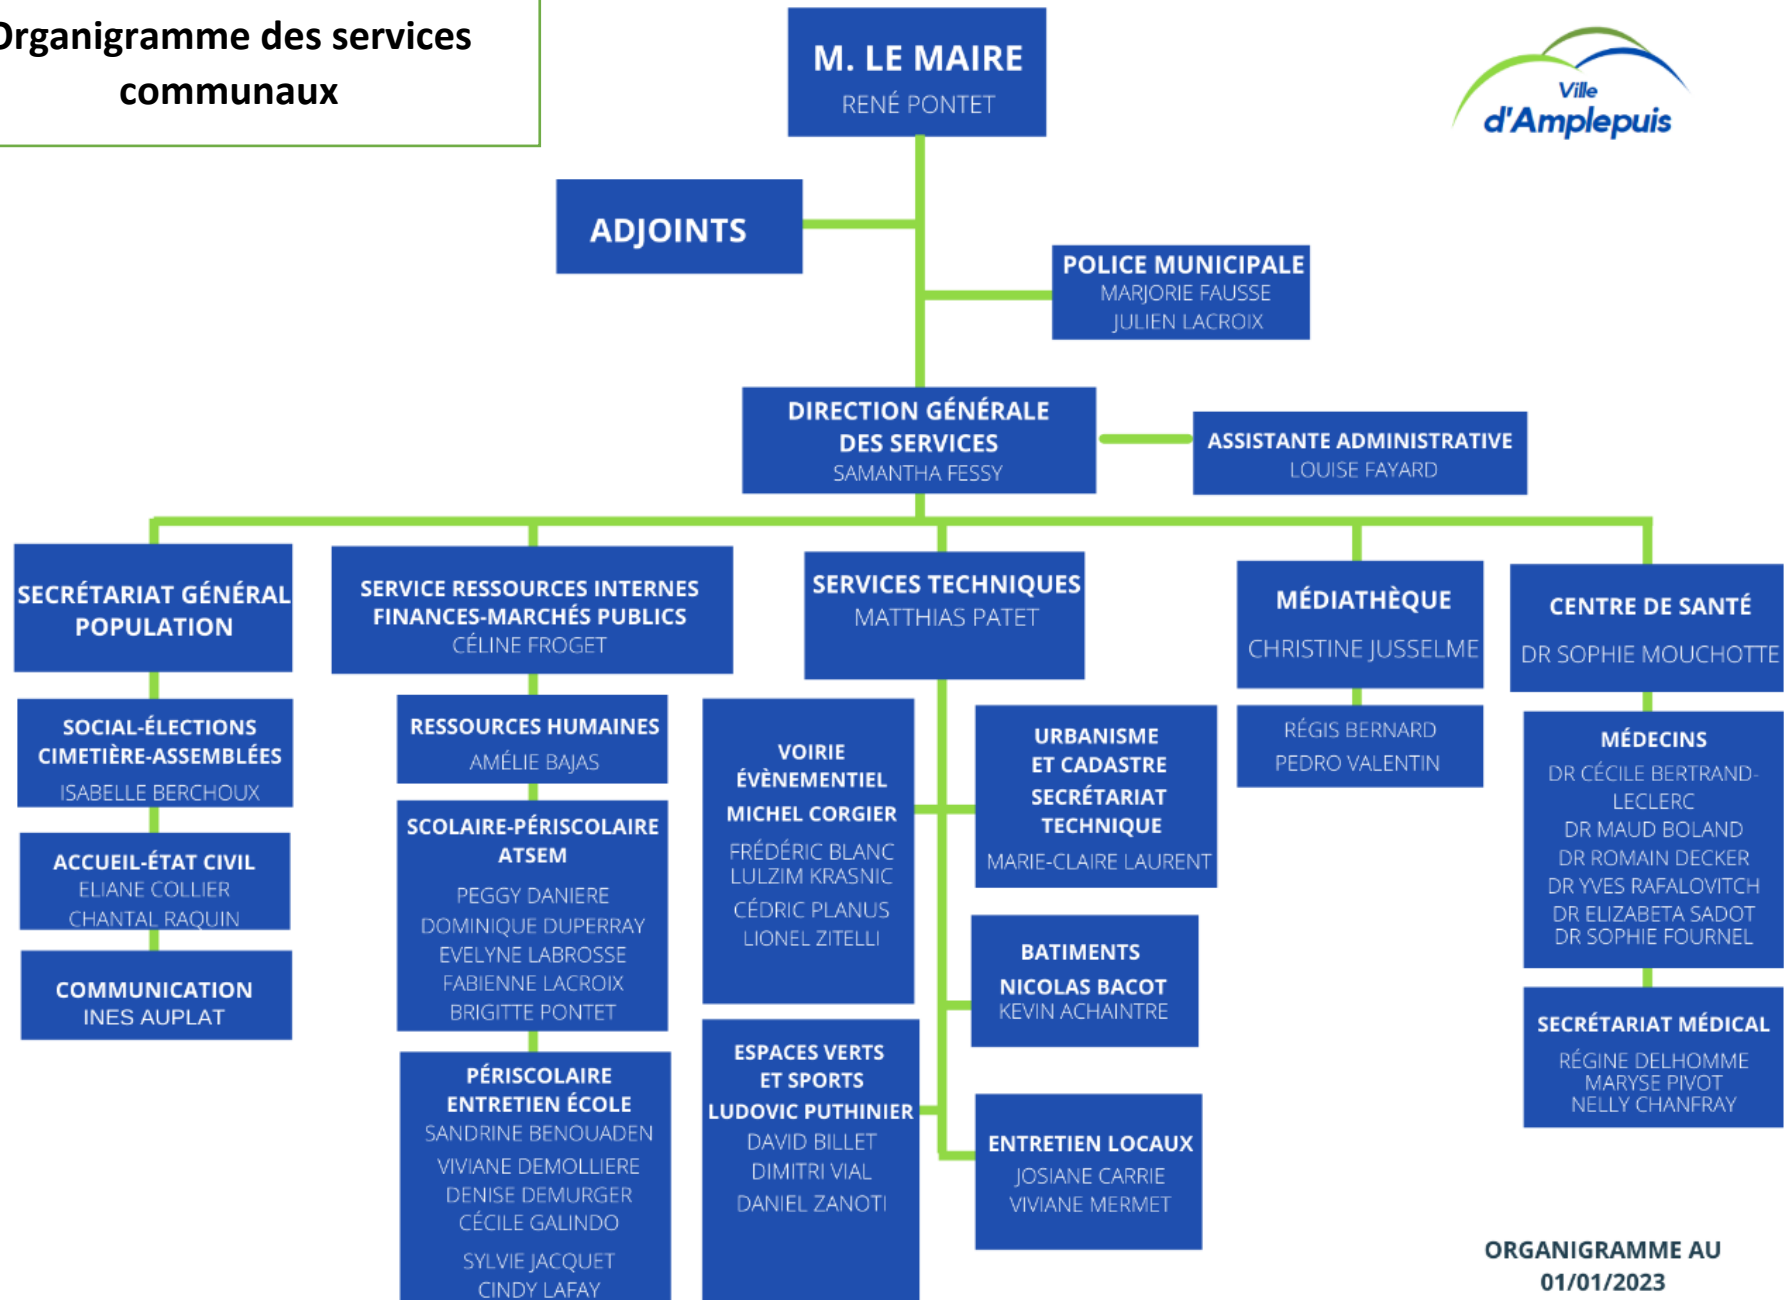 Organigramme des services
communaux
M. LE MAIRE
RENÉ PONTET
Ville
d'Amplepuis
ADJOINTS
POLICE MUNICIPALE
MARJORIE FAUSSE
JULIEN LACROIX
DIRECTION GÉNÉRALE
DES SERVICES
SAMANTHA FESSY
ASSISTANTE ADMINISTRATIVE
LOUISE FAYARD
SECRÉTARIAT GÉNÉRAL
POPULATION
SOCIAL-ÉLECTIONS
CIMETIÈRE-ASSEMBLÉES
ISABELLE BERCHOUX
ACCUEIL-ÉTAT CIVIL
ELIANE COLLIER
CHANTAL RAQUIN
COMMUNICATION
INES AUPLAT
SERVICE RESSOURCES INTERNES
FINANCES-MARCHÉS PUBLICS
CÉLINE FROGET
RESSOURCES HUMAINES
AMÉLIE BAJAS
SCOLAIRE-PÉRISCOLAIRE
ATSEM
PEGGY DANIERE
DOMINIQUE DUPERRAY
EVELYNE LABROSSE
FABIENNE LACROIX
BRIGITTE PONTET
PÉRISCOLAIRE
ENTRETIEN ÉCOLE
SANDRINE BENOUADEN
VIVIANE DEMOLLIERE
DENISE DEMURGER
CÉCILE GALINDO
SYLVIE JACQUET
CINDY LAFAY
SERVICES TECHNIQUES
MATTHIAS PATET
VOIRIE
ÉVÈNEMENTIEL
MICHEL CORGIER
FRÉDÉRIC BLANC
LULZIM KRASNIC
CÉDRIC PLANUS
LIONEL ZITELLI
ESPACES VERTS
ET SPORTS
LUDOVIC PUTHINIER
DAVID BILLET
DIMITRI VIAL
DANIEL ZANOTI
URBANISME
ET CADASTRE
SECRÉTARIAT
TECHNIQUE
MARIE-CLAIRE LAURENT
BATIMENTS
NICOLAS BACOT
KEVIN ACHAINTRE
ENTRETIEN LOCAUX
JOSIANE CARRIE
VIVIANE MERMET
MÉDIATHÈQUE
CHRISTINE JUSSELME
RÉGIS BERNARD
PEDRO VALENTIN
CENTRE DE SANTÉ
DR SOPHIE MOUCHOTTE
MÉDECINS
DR CÉCILE BERTRAND-
LECLERC
DR MAUD BOLAND
DR ROMAIN DECKER
DR YVES RAFALOVITCH
DR ELIZABETA SADOT
DR SOPHIE FOURNEL
SECRÉTARIAT MÉDICAL
RÉGINE DELHOMME
MARYSE PIVOT
NELLY CHANFRAY
ORGANIGRAMME AU
01/01/2023